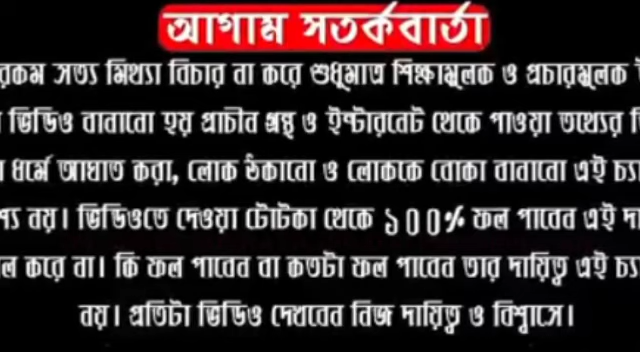 আগাম সতর্কবার্তা
রকম সত্য মিথ্যা বিচার না করে শুধুমাত্র শিক্ষামূলক ও প্রচারমূলক
ভিডিও বানানো হয় প্রাচীন গ্রন্থ ও ইন্টারনেট থেকে পাওয়া তথ্যের
ধর্মে আঘাত করা, লোক ঠকানো ও লোককে বোকা বানানো এই
নয়। ভিডিওতে দেওয়া টোটকা থেকে ১00% ফল পাবেন এই
করে না। কি ফল পাবেন বা কতটা ফল পাবেন তার দায়িত্ব এই
নয়। প্রতিটা ভিডিও দেখবেন নিজ দায়িত্ব ও বিশ্বাসে।